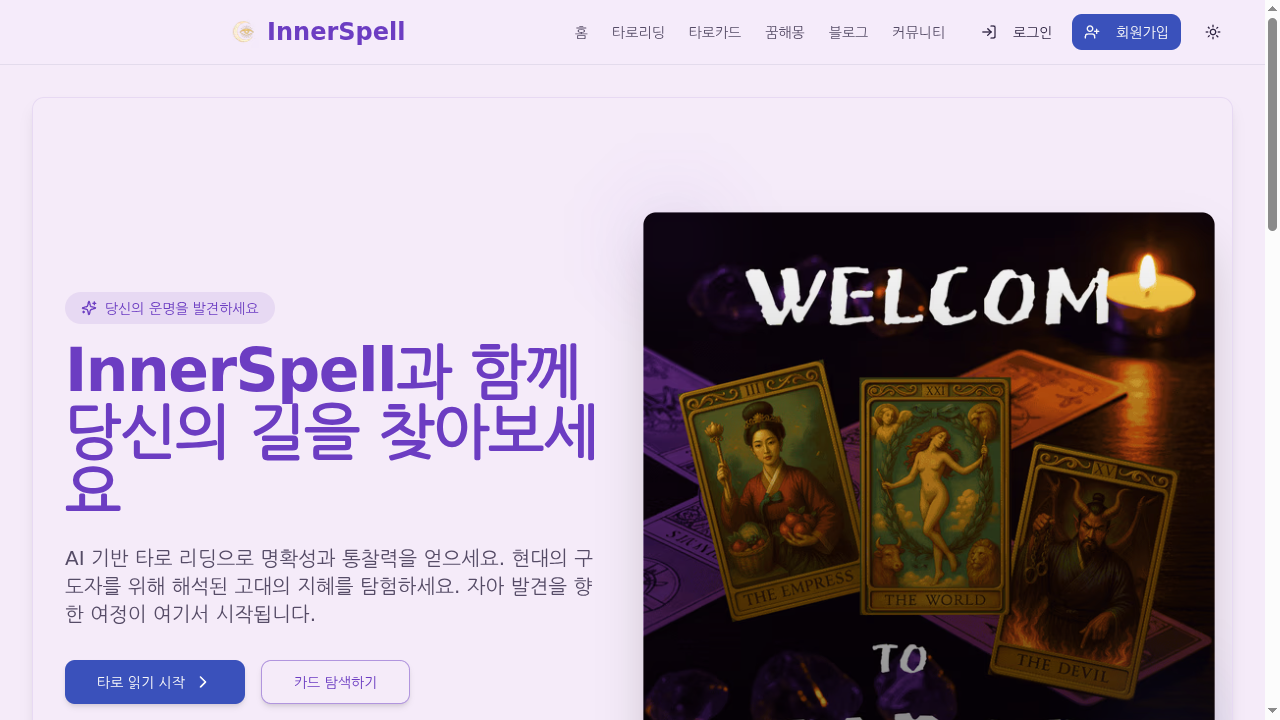 InnerSpell
홈 타로리딩 타로카드 꿈해몽 블로그 커뮤니티 로그인 회원가입
당신의 운명을 발견하세요
InnerSpell과 함께
당신의 길을 찾아보세
요
AI 기반 타로 리딩으로 명확성과 통찰력을 얻으세요. 현대의 구
도자를 위해 해석된 고대의 지혜를 탐험하세요. 자아 발견을 향
한 여정이 여기서 시작됩니다.
타로 읽기 시작
카드 탐색하기
WELCOM
III
THE EMPRESS
XXI
THE WORLD
XV
THE DEVIL
TO